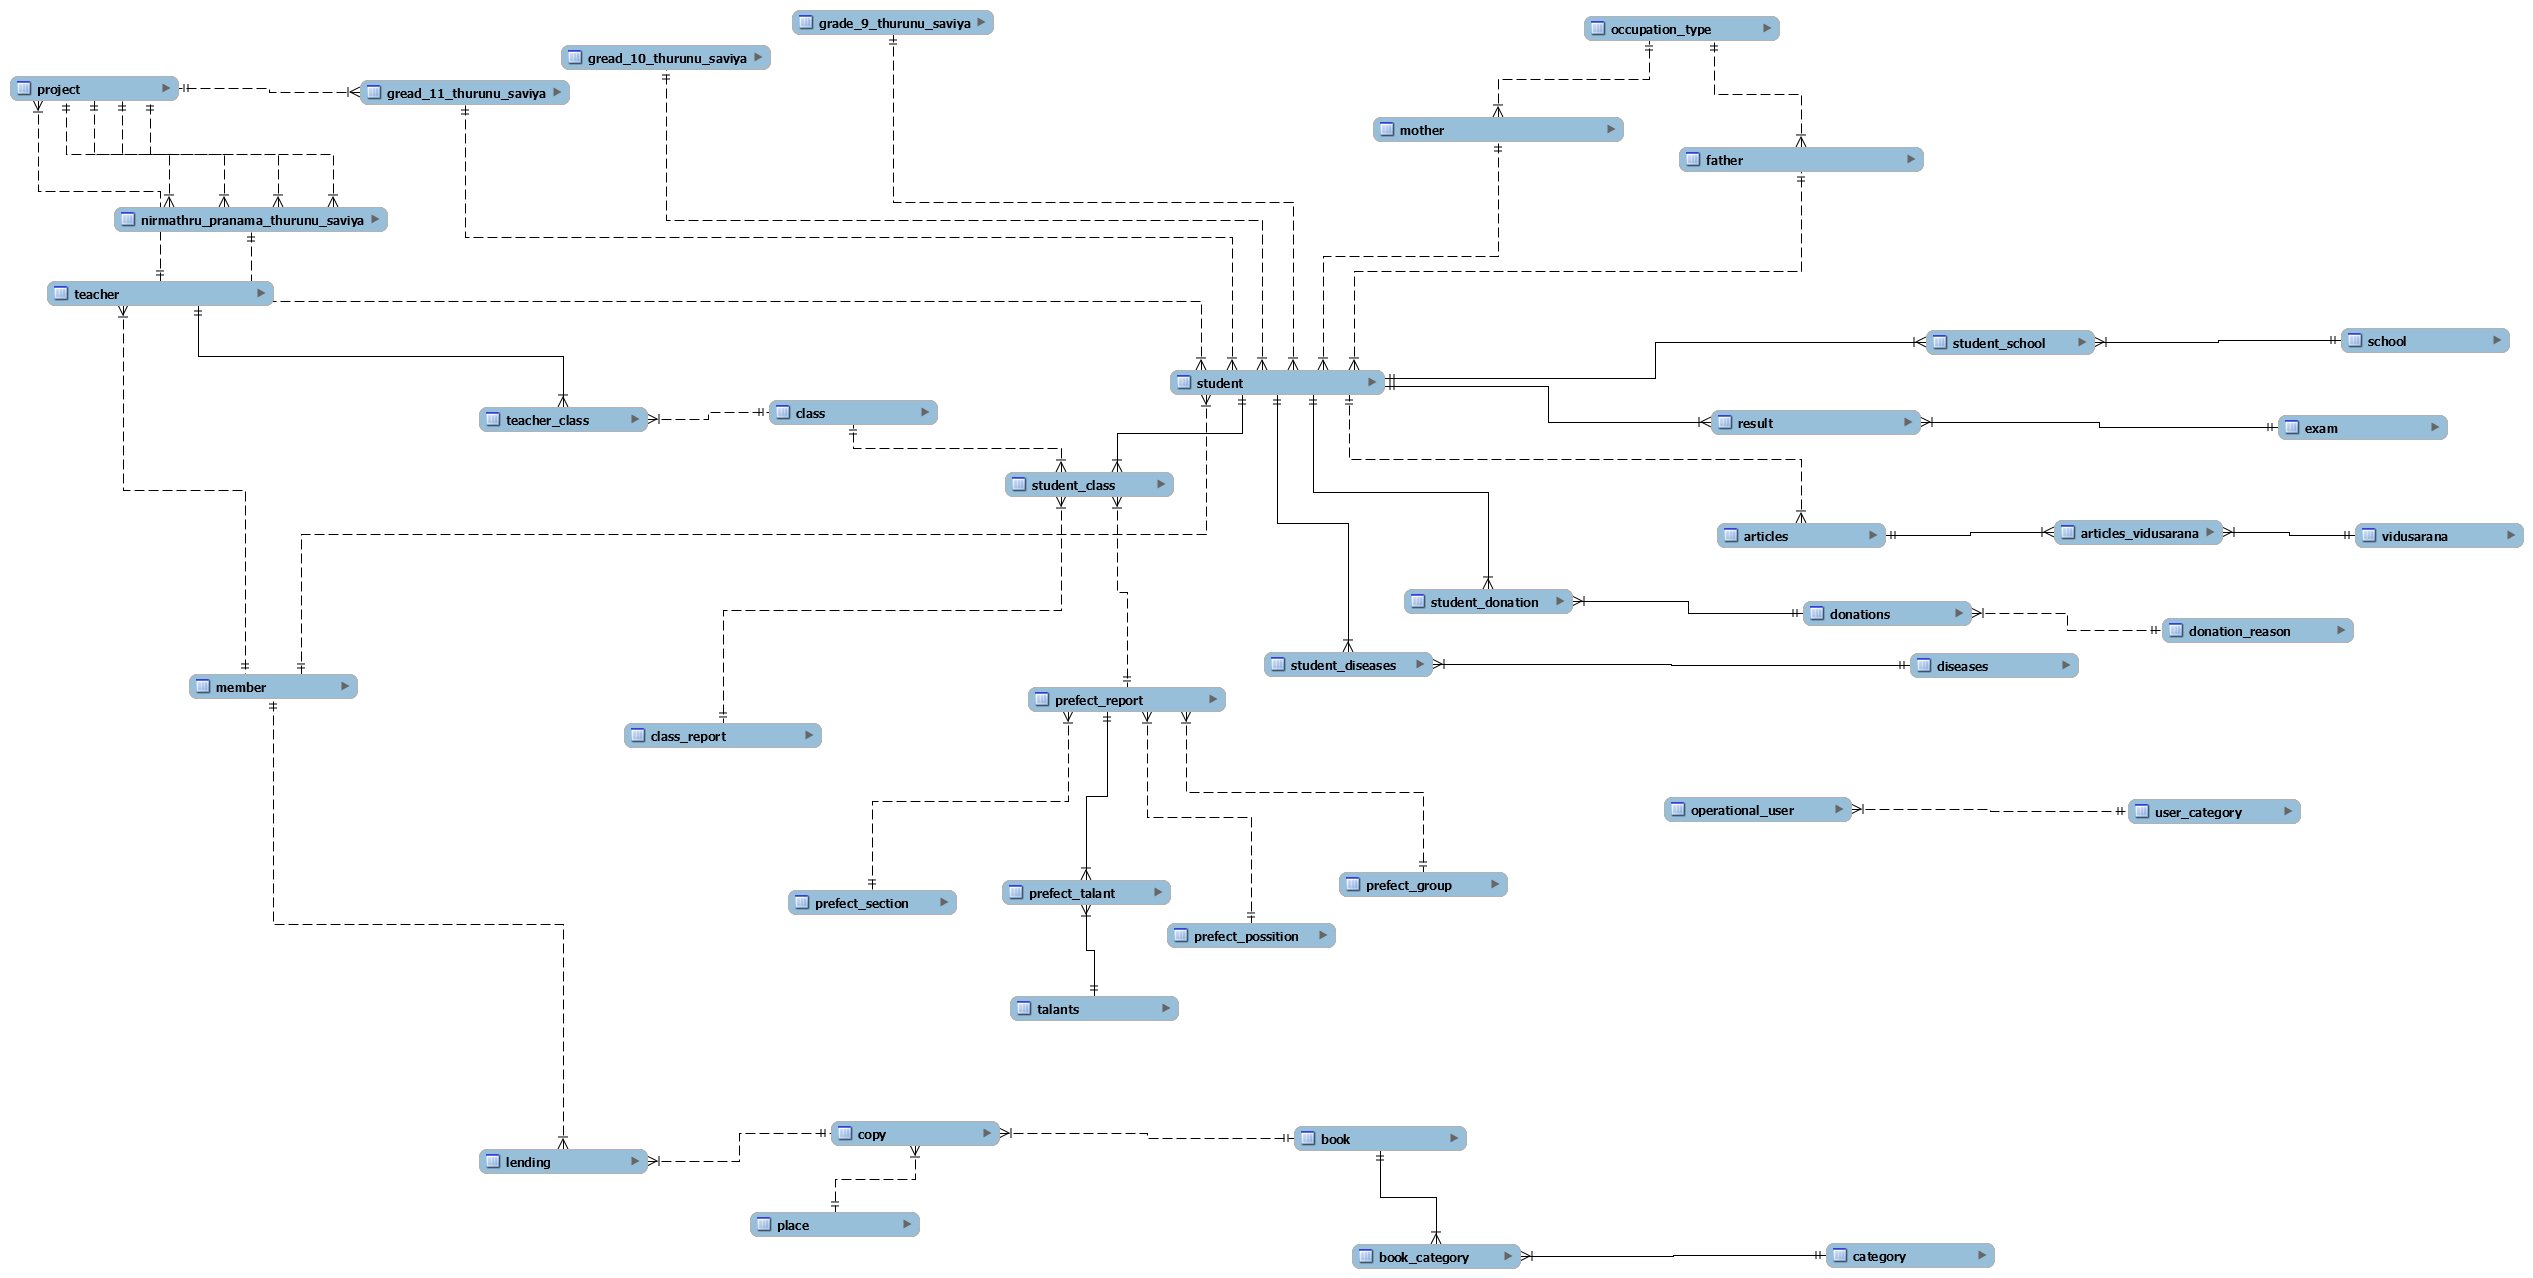 grade_9_thurunu_saviya
occupation_type
gread_10_thurunu_saviya
project
gread_11_thurunu_saviya
mother
father
nirmathru_pranama_thurunu_saviya
teacher
student_school
school
student
teacher_class
class
result
exam
student_class
articles
articles_vidusarana
vidusarana
student_donation
donations
donation_reason
student_diseases
diseases
member
prefect_report
class_report
operational_user
user_category
prefect_section
prefect_talant
prefect_group
prefect_possition
talants
copy
book
lending
place
book_category
category